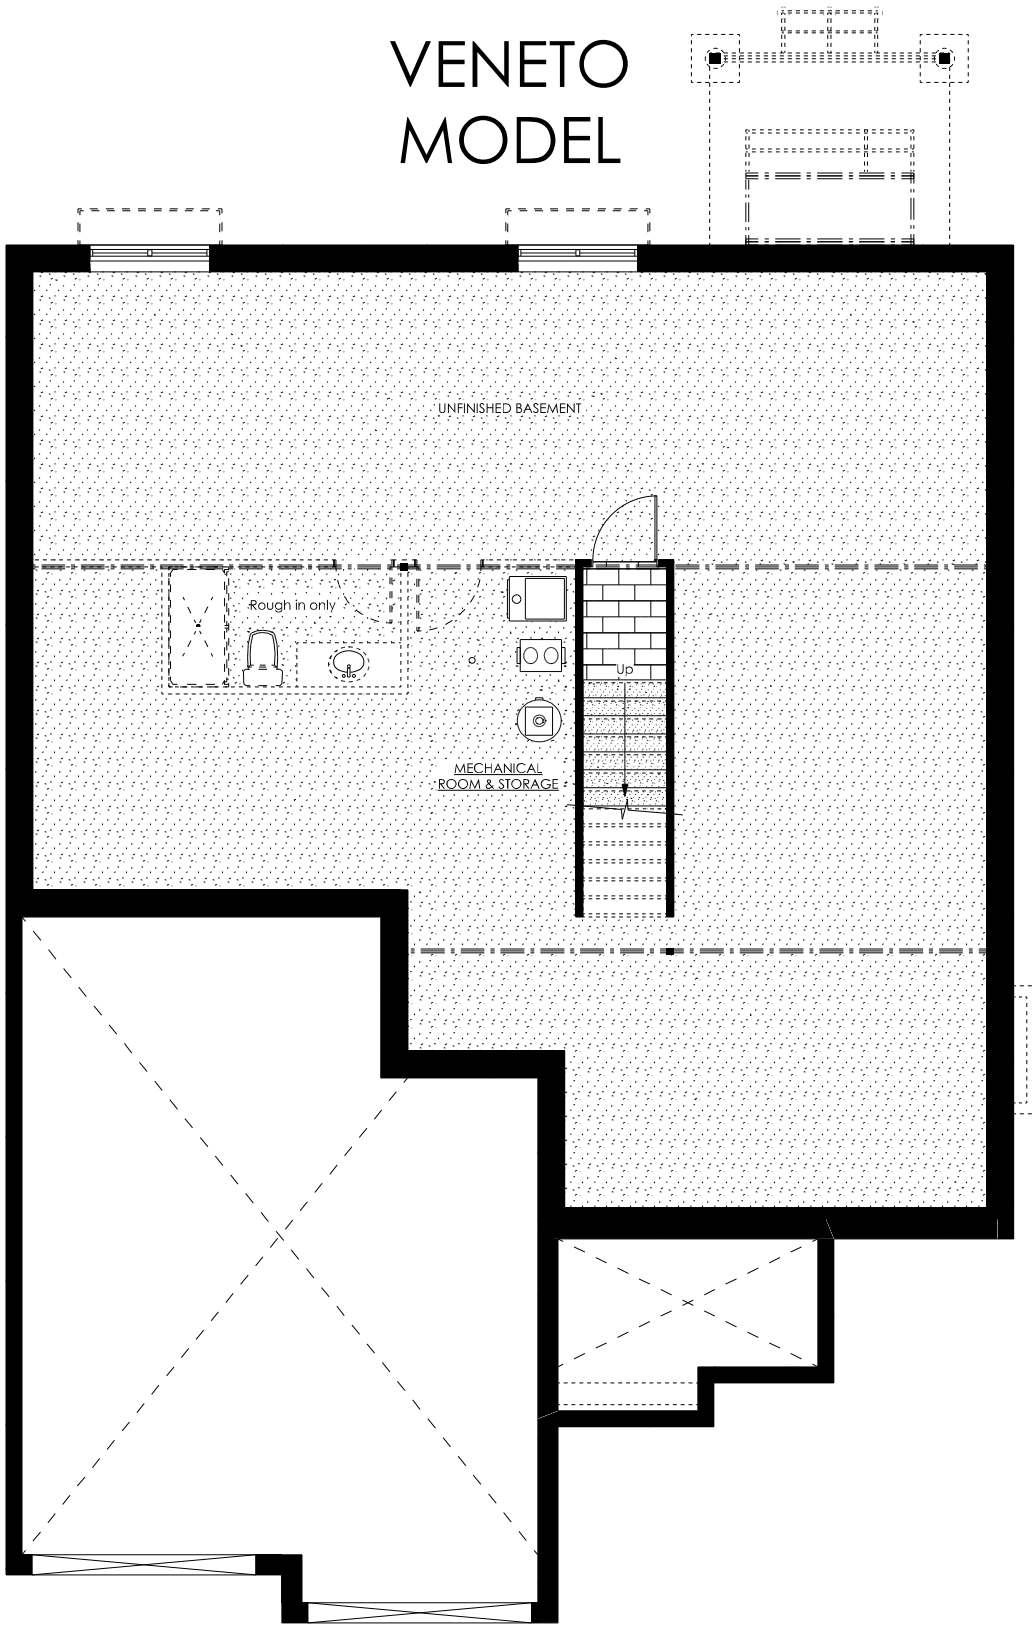 VENETO
MODEL
UNFINISHED BASEMENT
Rough in only
Up
MECHANICAL
ROOM & STORAGE